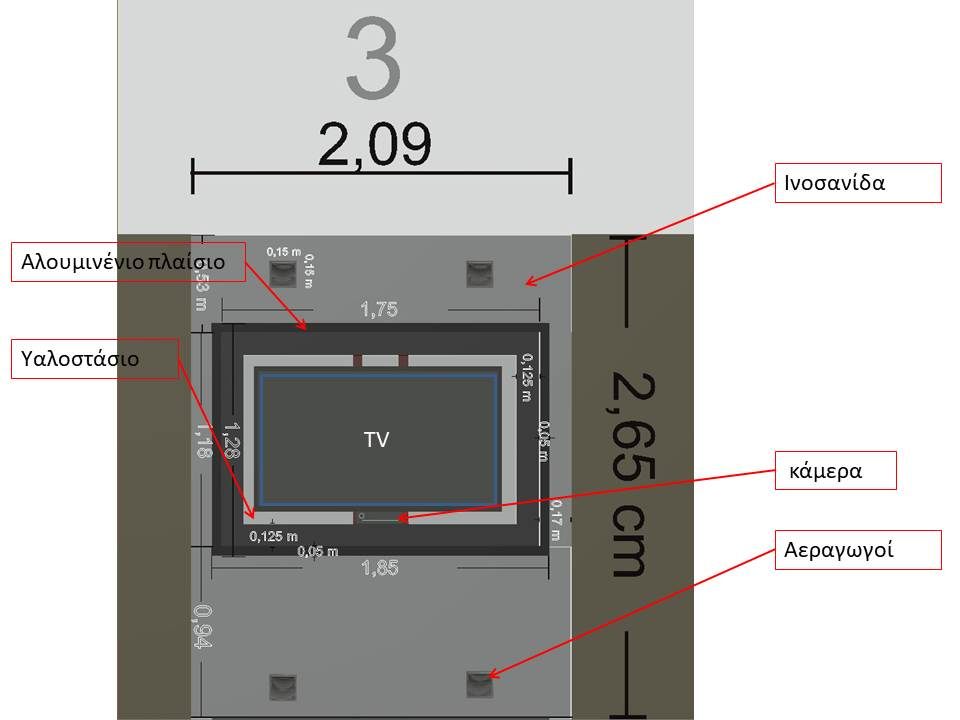 3
2,09
Ινοσανίδα
0,15 m
0,15 m
Αλουμινένιο πλαίσιο
0,53 m
1,75
Υαλοστάσιο
0,125 m
2,65 cm
1,18
1,28
TV
0,05 m
κάμερα
0,17 m
0,125 m
0,05 m
Αεραγωγοί
1,85
0,94